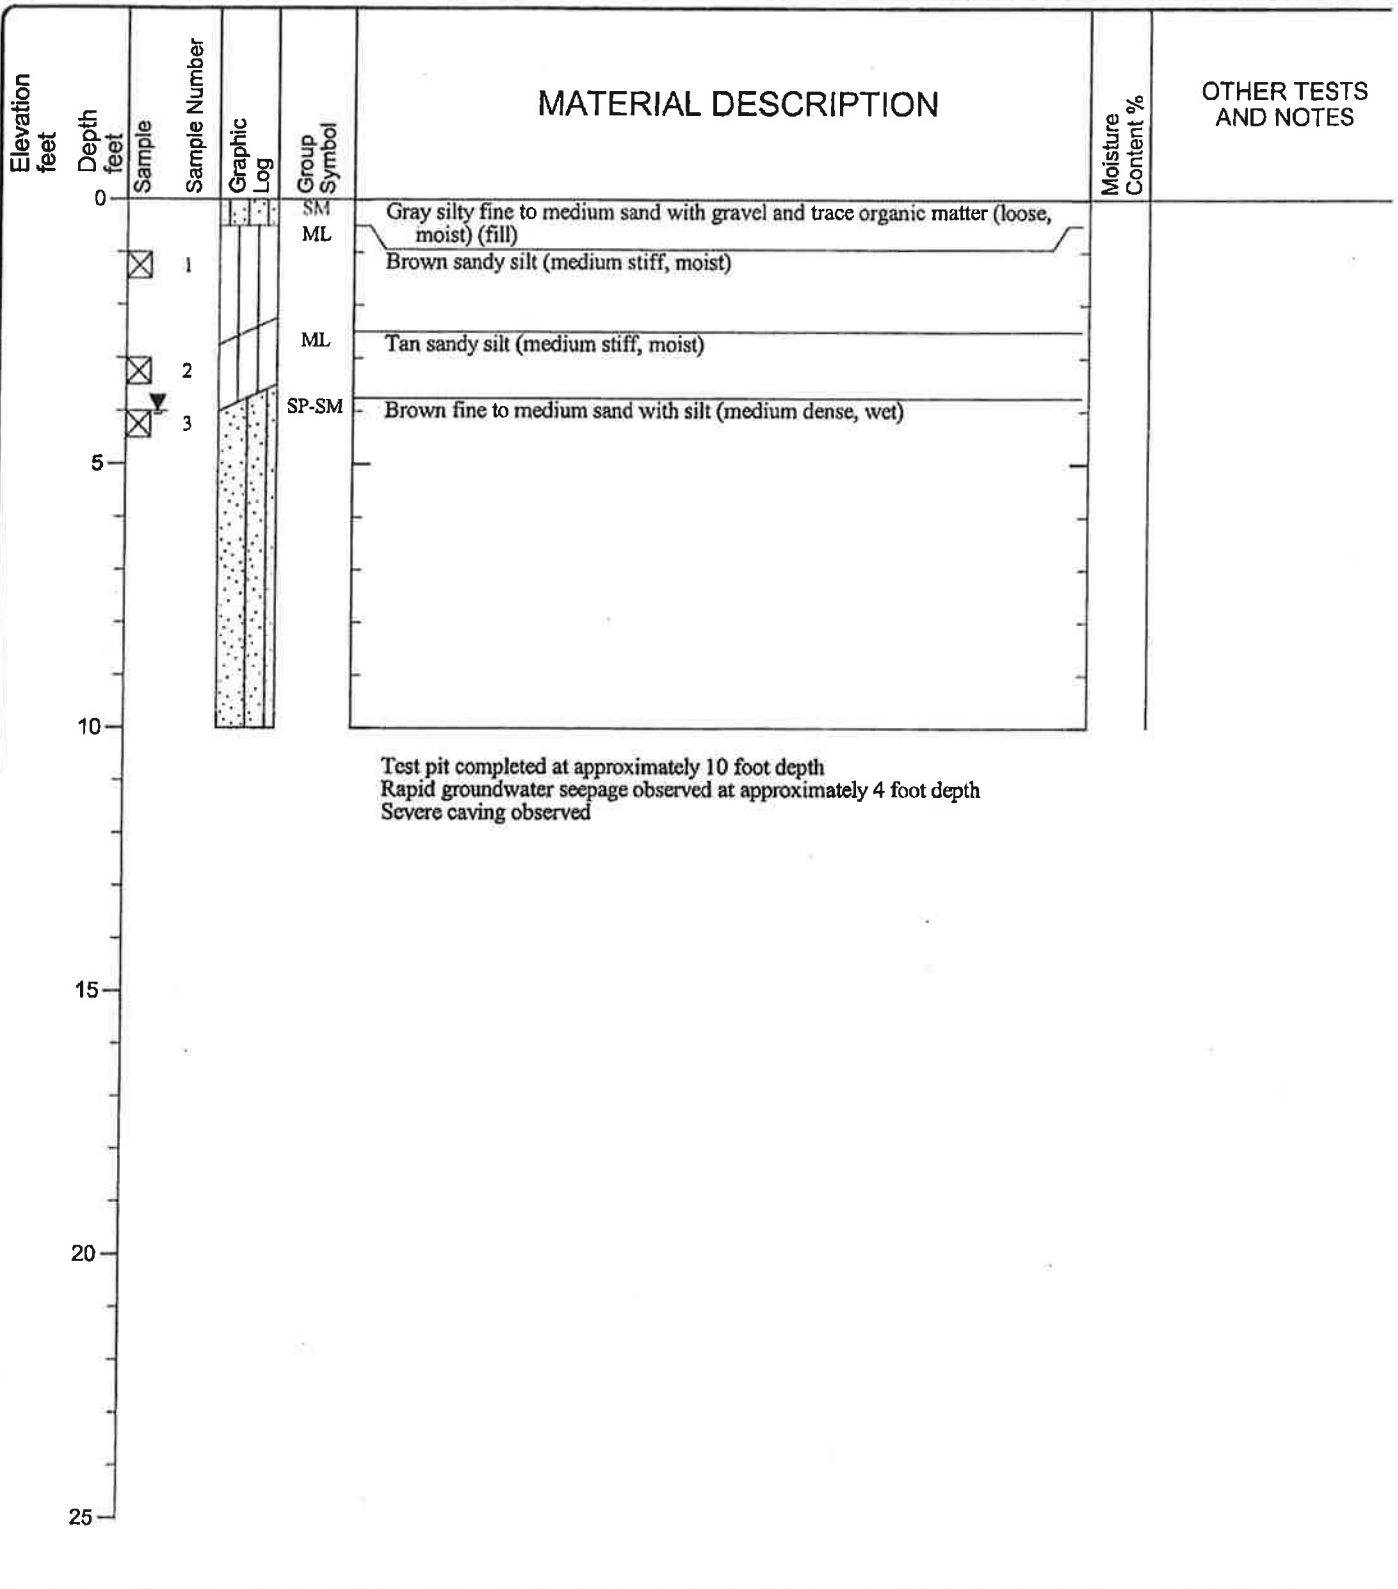 Elevation
feet
Depth
feet
Sample
Sample Number
Graphic
Log
Group
Symbol
MATERIAL DESCRIPTION
Moisture
Content %
OTHER TESTS
AND NOTES
0
SM
Gray silty fine to medium sand with gravel and trace organic matter (loose,
moist) (fill)
ML
1
Brown sandy silt (medium stiff, moist)
ML
Tan sandy silt (medium stiff, moist)
2
SP-SM
Brown fine to medium sand with silt (medium dense, wet)
3
5
10
Test pit completed at approximately 10 foot depth
Rapid groundwater seepage observed at approximately 4 foot depth
Severe caving observed
15
20
25